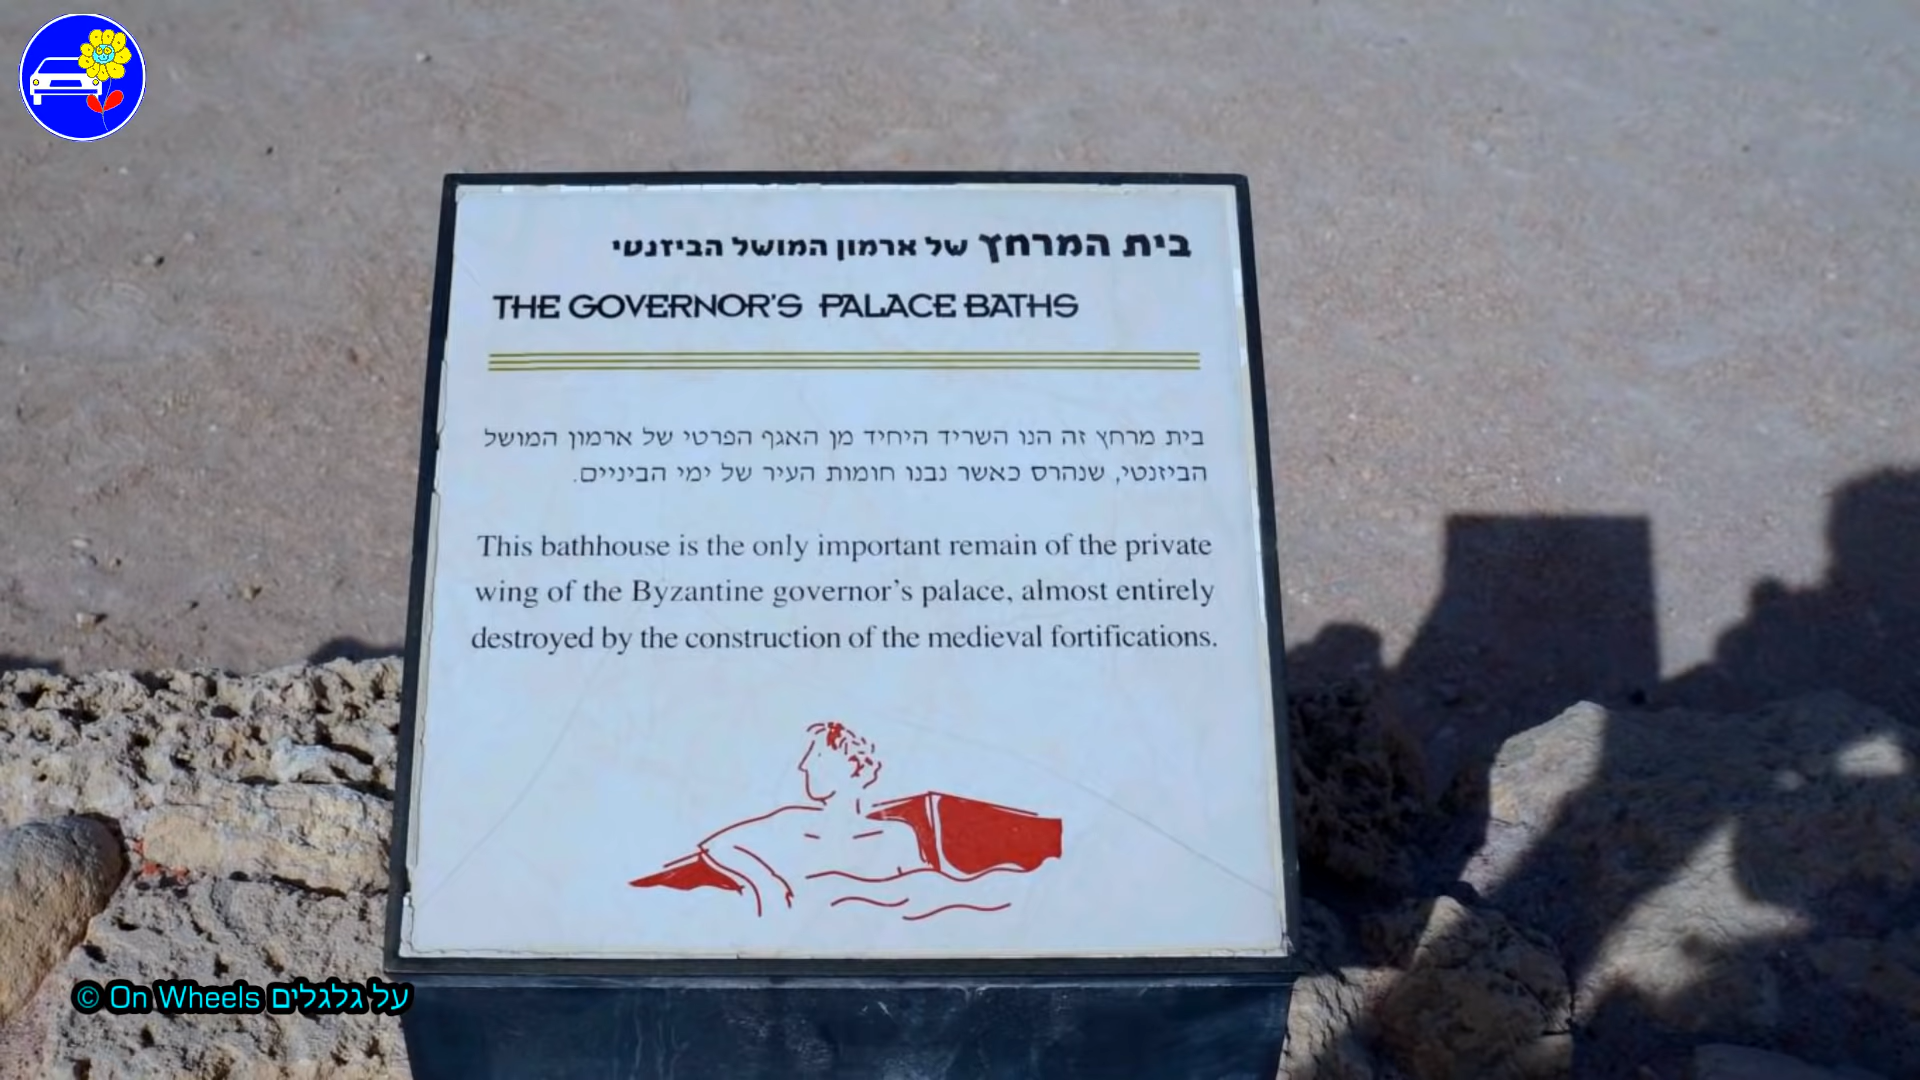 בית המרחץ של ארמון המושל הביזנטי
THE GOVERNOR'S PALACE BATHS
בית מרחץ זה הנו השריד היחיד מן האגף הפרטי של ארמון המושל
הביזנטי, שנהרס כאשר נבנו חומות העיר של ימי הביניים.
This bathhouse is the only important remain of the private
wing of the Byzantine governor's palace, almost entirely
destroyed by the construction of the medieval fortifications.
© On Wheels על גלגלים